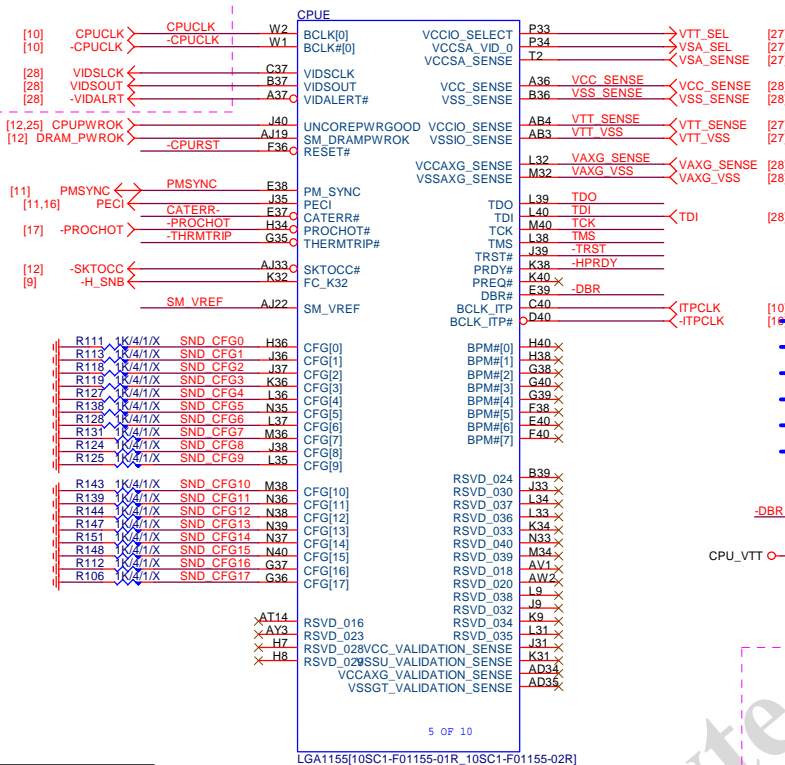 CPUE
[10] CPUCLK CPUCLK W2 BCLK[0] VCCIO_SELECT P33 VTT_SEL [27]
[10] -CPUCLK -CPUCLK W1 BCLK#[0] VCCSA_VID_0 P34 VSA_SEL [27]
VCCSA_SENSE T2 VSA_SENSE [27]
[28] VIDSLCK C37 VIDSCLK
[28] VIDSOUT B37 VIDSOUT VCC_SENSE A36 VCC_SENSE VCC_SENSE [28]
[28] -VIDALRT A37 VIDALERT# VSS_SENSE B36 VSS_SENSE VSS_SENSE [28]
[12,25] CPUPWROK J40 UNCOREPWRGOOD VCCIO_SENSE AB4 VTT_SENSE VTT_SENSE [27]
[12] DRAM_PWROK AJ19 SM_DRAMPWROK VSSIO_SENSE AB3 VTT_VSS VTT_VSS [27]
-CPURST F36 RESET#
VCCAXG_SENSE L32 VAXG_SENSE VAXG_SENSE [28]
VSSAXG_SENSE M32 VAXG_VSS VAXG_VSS [28]
[11] PMSYNC PMSYNC E38 PM_SYNC
[11,16] PECI J35 PECI TDO L39 TDO
CATERR- E37 CATERR# TDI L40 TDI TDI [28]
[17] -PROCHOT -PROCHOT H34 PROCHOT# TCK M40 TCK
-THRMTRIP G35 THERMTRIP# TMS L38 TMS
TRST# J39 -TRST
[12] -SKTOCC AJ33 SKTOCC# PRDY# K38 -HPRDY
[9] -H_SNB K32 FC_K32 PREQ# K40
DBR# E39 -DBR
SM_VREF AJ22 SM_VREF BCLK_ITP C40 ITPCLK [10]
BCLK_ITP# D40 -ITPCLK
R111 1K/4/1/X SND_CFG0 H36 CFG[0] BPM#[0] H40
R113 1K/4/1/X SND_CFG1 J36 CFG[1] BPM#[1] H38
R118 1K/4/1/X SND_CFG2 J37 CFG[2] BPM#[2] G38
R119 1K/4/1/X SND_CFG3 K36 CFG[3] BPM#[3] G40
R127 1K/4/1/X SND_CFG4 L36 CFG[4] BPM#[4] G39
R138 1K/4/1/X SND_CFG5 N35 CFG[5] BPM#[5] F38
R128 1K/4/1/X SND_CFG6 L37 CFG[6] BPM#[6] E40
R131 1K/4/1/X SND_CFG7 M36 CFG[7] BPM#[7] F40
R124 1K/4/1/X SND_CFG8 J38 CFG[8]
R125 1K/4/1/X SND_CFG9 L35 CFG[9]
RSVD_024 B39
R143 1K/4/1/X SND_CFG10 M38 CFG[10] RSVD_030 J33
R139 1K/4/1/X SND_CFG11 N36 CFG[11] RSVD_037 L34
R144 1K/4/1/X SND_CFG12 N38 CFG[12] RSVD_036 L33 -DBR
R147 1K/4/1/X SND_CFG13 N39 CFG[13] RSVD_033 K34
R151 1K/4/1/X SND_CFG14 N37 CFG[14] RSVD_040 N33
R148 1K/4/1/X SND_CFG15 N40 CFG[15] RSVD_039 M34 CPU_VTT
R112 1K/4/1/X SND_CFG16 G37 CFG[16] RSVD_018 AV1
R106 1K/4/1/X SND_CFG17 G36 CFG[17] RSVD_020 AW2
RSVD_038 L9
RSVD_032 J9
AT14 RSVD_016 RSVD_034 K9
AY3 RSVD_023 RSVD_035 L31
H7 RSVD_028 VCC_VALIDATION_SENSE J31
H8 RSVD_029 VSSU_VALIDATION_SENSE K31
VCCAXG_VALIDATION_SENSE AD34
VSSGT_VALIDATION_SENSE AD35
5 OF 10
LGA1155[10SC1-F01155-01R_10SC1-F01155-02R]